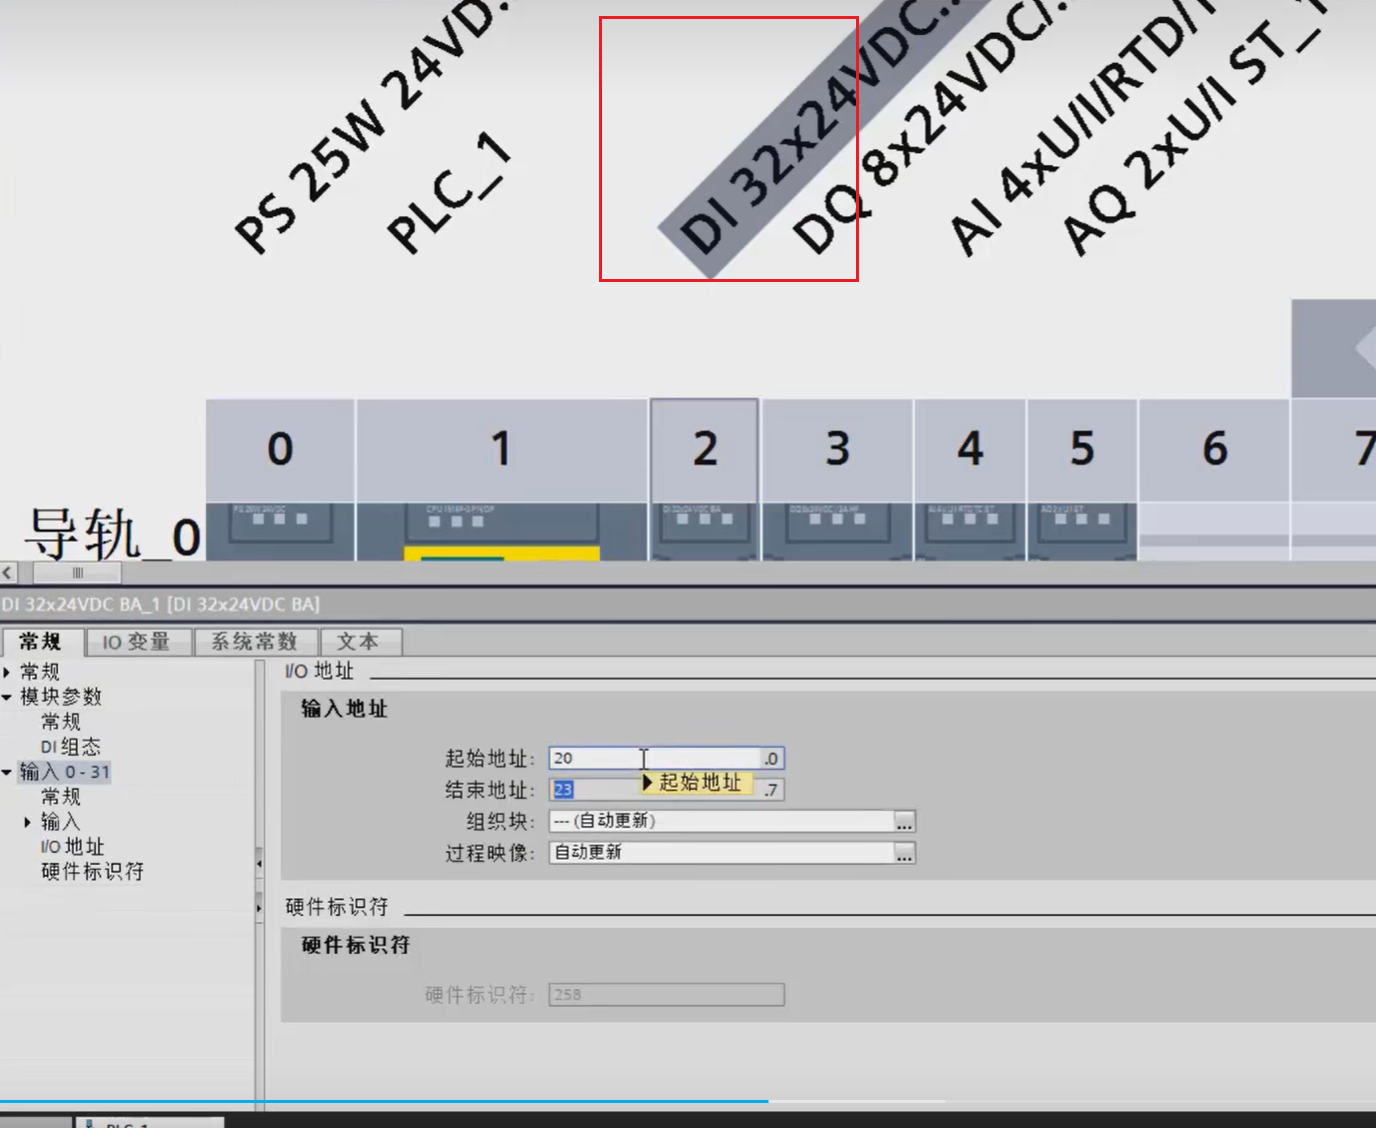 PS 25W 24VD...
PLC_1
DI 32x24VDC...
DQ 8x24VDC/...
AI 4xU/I/RTD/
AQ 2xU/I ST_1
0
1
2
3
4
5
6
7
导轨_0
DI 32x24VDC BA_1 [DI 32x24VDC BA]
常规
IO 变量
系统常数
文本
常规
模块参数
常规
DI 组态
输入 0 - 31
常规
输入
I/O 地址
硬件标识符
I/O 地址
输入地址
起始地址: 20 .0
起始地址
结束地址: 23 .7
组织块: --- (自动更新) ...
过程映像: 自动更新 ...
硬件标识符
硬件标识符
硬件标识符: 258
PLC_1